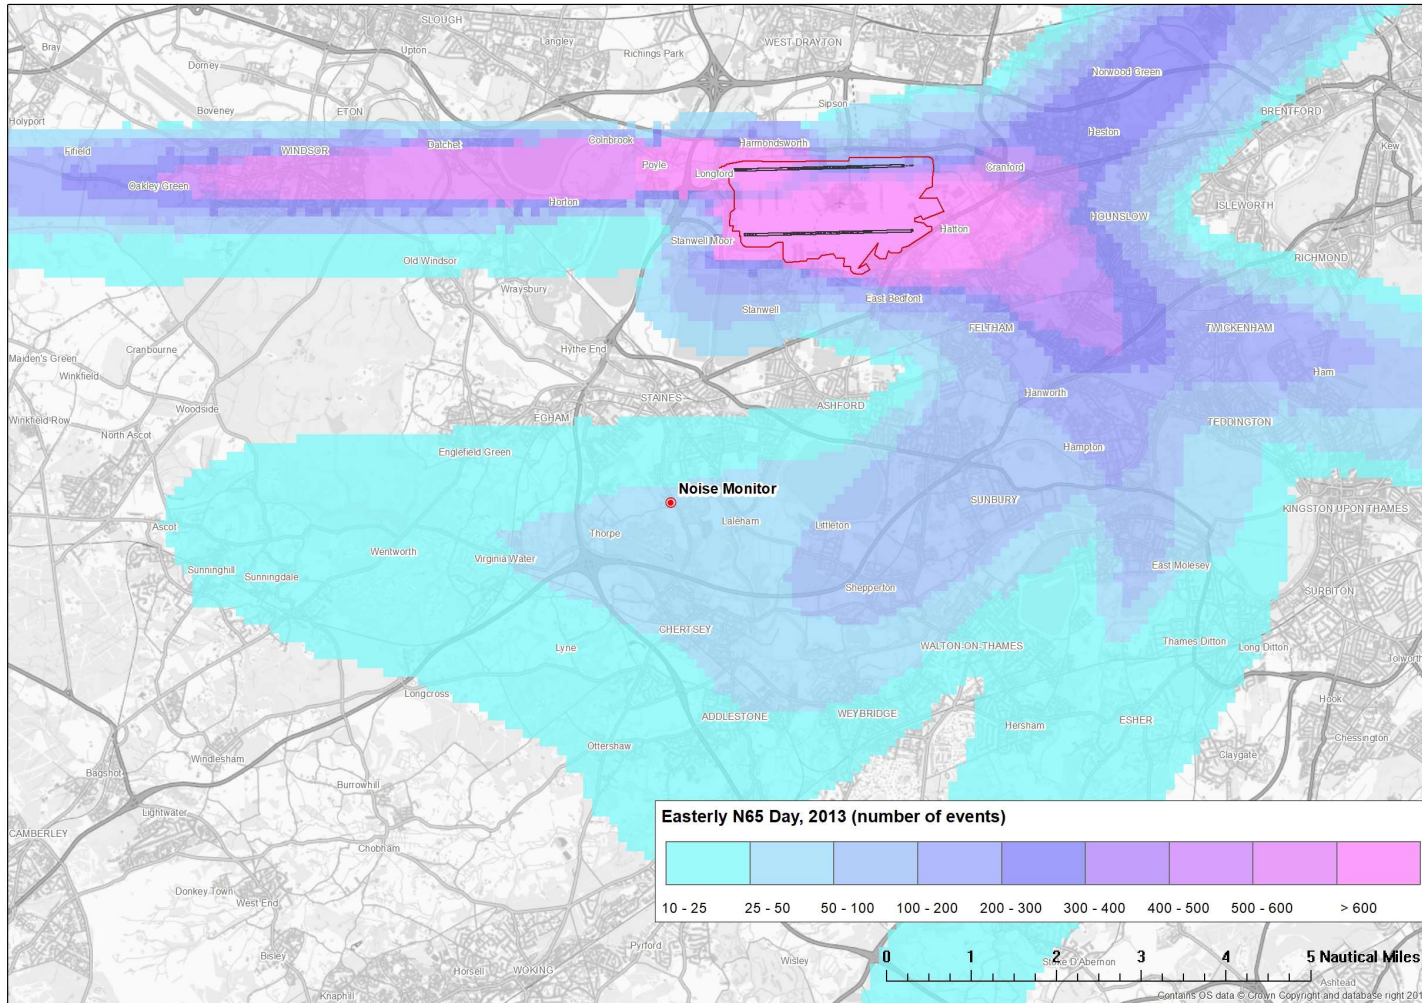 SLOUGH
Bray
Upton
Langley
Richings Park
WEST DRAYTON
Dorney
Norwood Green
Boveney
ETON
Sipson
BRENTFORD
Holyport
Heston
Fifield
WINDSOR
Datchet
Colnbrook
Harmondsworth
Kew
Poyle
Longford
Cranford
Oakley Green
Horton
ISLEWORTH
HOUNSLOW
Hatton
Stanwell Moor
Old Windsor
RICHMOND
Wraysbury
East Bedfont
Stanwell
FELTHAM
TWICKENHAM
Cranbourne
Hythe End
Maiden's Green
Winkfield
Ham
Hanworth
STAINES
ASHFORD
Woodside
Winkfield Row
EGHAM
TEDDINGTON
North Ascot
Hampton
Englefield Green
Noise Monitor
SUNBURY
KINGSTON UPON THAMES
Ascot
Laleham
Littleton
Thorpe
Wentworth
Virginia Water
East Molesey
Sunninghill
Sunningdale
Shepperton
SURBITON
CHERTSEY
Thames Ditton
Lyne
WALTON-ON-THAMES
Long Ditton
Tolworth
Longcross
Hook
ADDLESTONE
WEYBRIDGE
Hersham
ESHER
Chessington
Ottershaw
Claygate
Windlesham
Bagshot
Burrowhill
Lightwater
Easterly N65 Day, 2013 (number of events)
CAMBERLEY
Chobham
Donkey Town
West End
10 - 25
25 - 50
50 - 100
100 - 200
200 - 300
300 - 400
400 - 500
500 - 600
> 600
Pyrford
Bisley
Horsell
WOKING
Wisley
0 1 2 3 4 5 Nautical Miles
Stoke D'Abernon
Ashtead
Knaphill
Contains OS data © Crown Copyright and database right 201